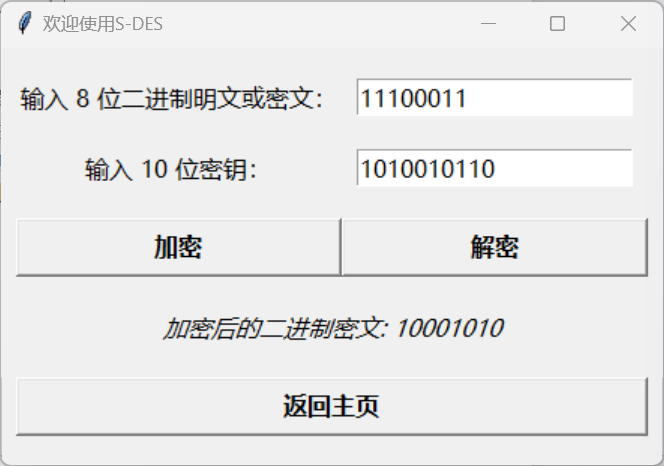 欢迎使用S-DES
输入 8 位二进制明文或密文: 11100011
输入 10 位密钥: 1010010110
加密 解密
加密后的二进制密文: 10001010
返回主页